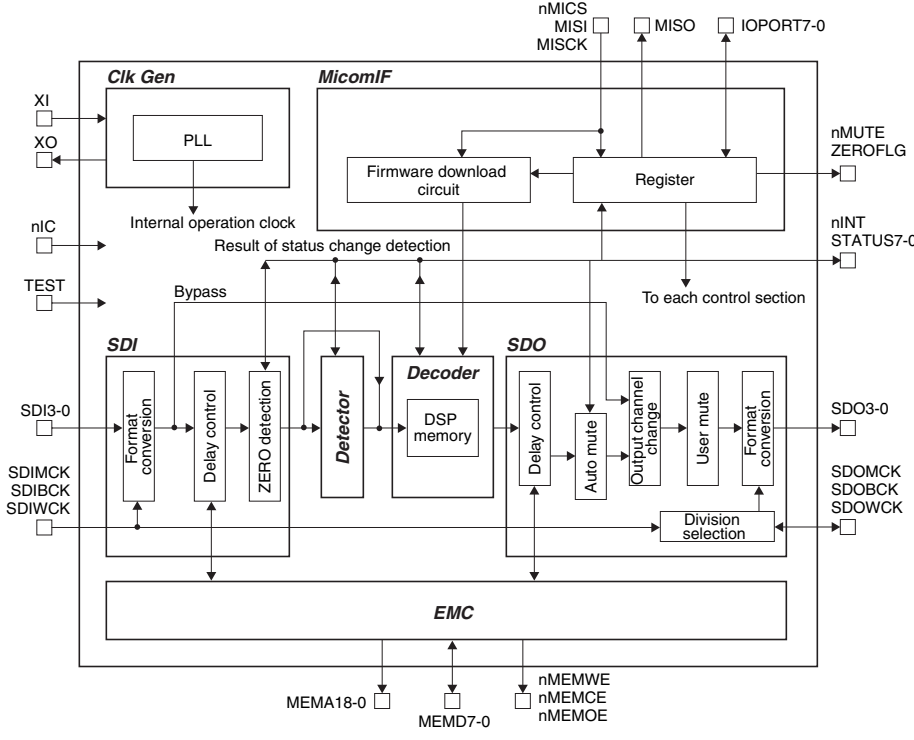 nMICS
MISI
MISCK
MISO
IOPORT7-0
Clk Gen
MicomIF
XI
PLL
XO
nMUTE
ZEROFLG
Firmware download
circuit
Register
Internal operation clock
nIC
Result of status change detection
nINT
STATUS7-0
TEST
Bypass
To each control section
SDI
Decoder
SDO
SDI3-0
Format
conversion
Delay control
ZERO detection
Detector
DSP
memory
Delay control
Auto mute
Output channel
change
User mute
Format
conversion
SDO3-0
SDIMCK
SDIBCK
SDIWCK
SDOMCK
SDOBCK
SDOWCK
Division
selection
EMC
MEMA18-0
MEMD7-0
nMEMWE
nMEMCE
nMEMOE